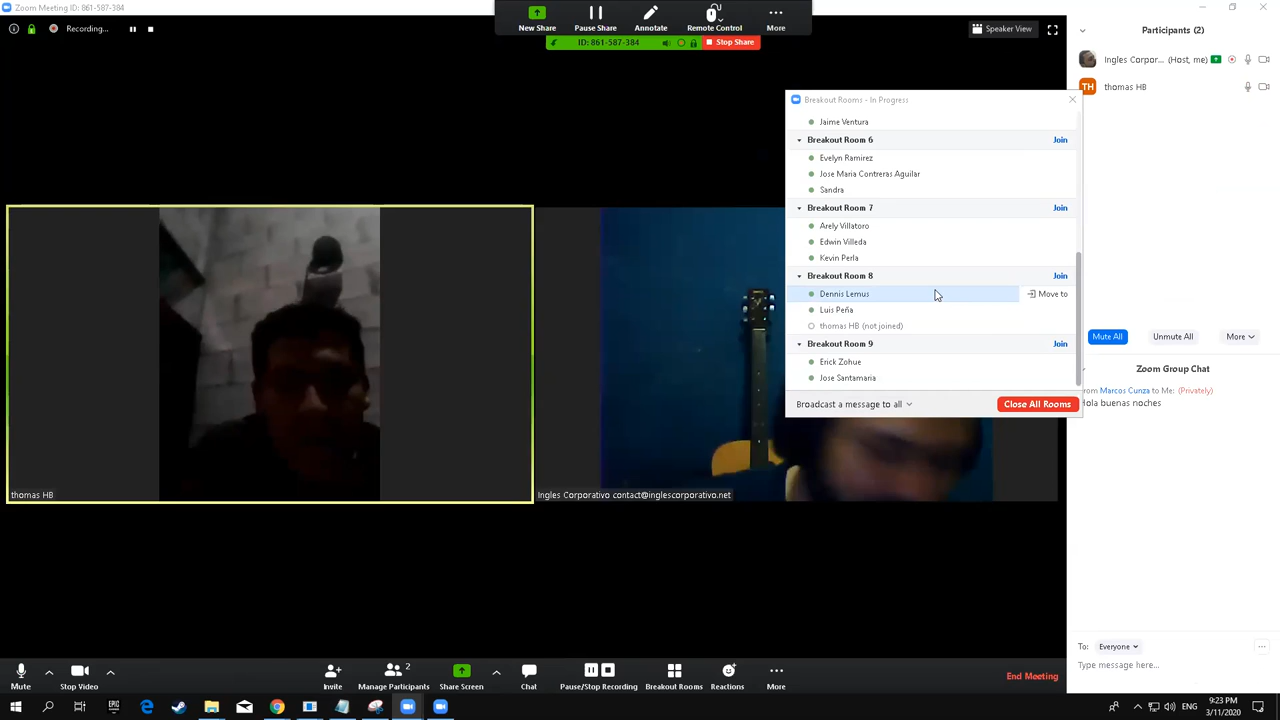 Zoom Meeting ID: 861-587-384
Recording...
New Share
Pause Share
Annotate
Remote Control
More
ID: 861-587-384
Stop Share
Speaker View
Participants (2)
Ingles Corpor... (Host, me)
TH
thomas HB
Breakout Rooms - In Progress
Jaime Ventura
Breakout Room 6
Join
Evelyn Ramirez
Jose Maria Contreras Aguilar
Sandra
Breakout Room 7
Join
Arely Villatoro
Edwin Villeda
Kevin Perla
Breakout Room 8
Join
Dennis Lemus
Move to
Luis Peña
thomas HB (not joined)
Breakout Room 9
Join
Erick Zohue
Jose Santamaria
Broadcast a message to all
Close All Rooms
Mute All
Unmute All
More
Zoom Group Chat
From Marcos Cunza to Me: (Privately)
Hola buenas noches
thomas HB
Ingles Corporativo contact@inglescorporativo.net
To: Everyone
Type message here...
Mute
Stop Video
Invite
2
Manage Participants
Share Screen
Chat
Pause/Stop Recording
Breakout Rooms
Reactions
More
End Meeting
EPIC
ENG
9:23 PM
3/11/2020